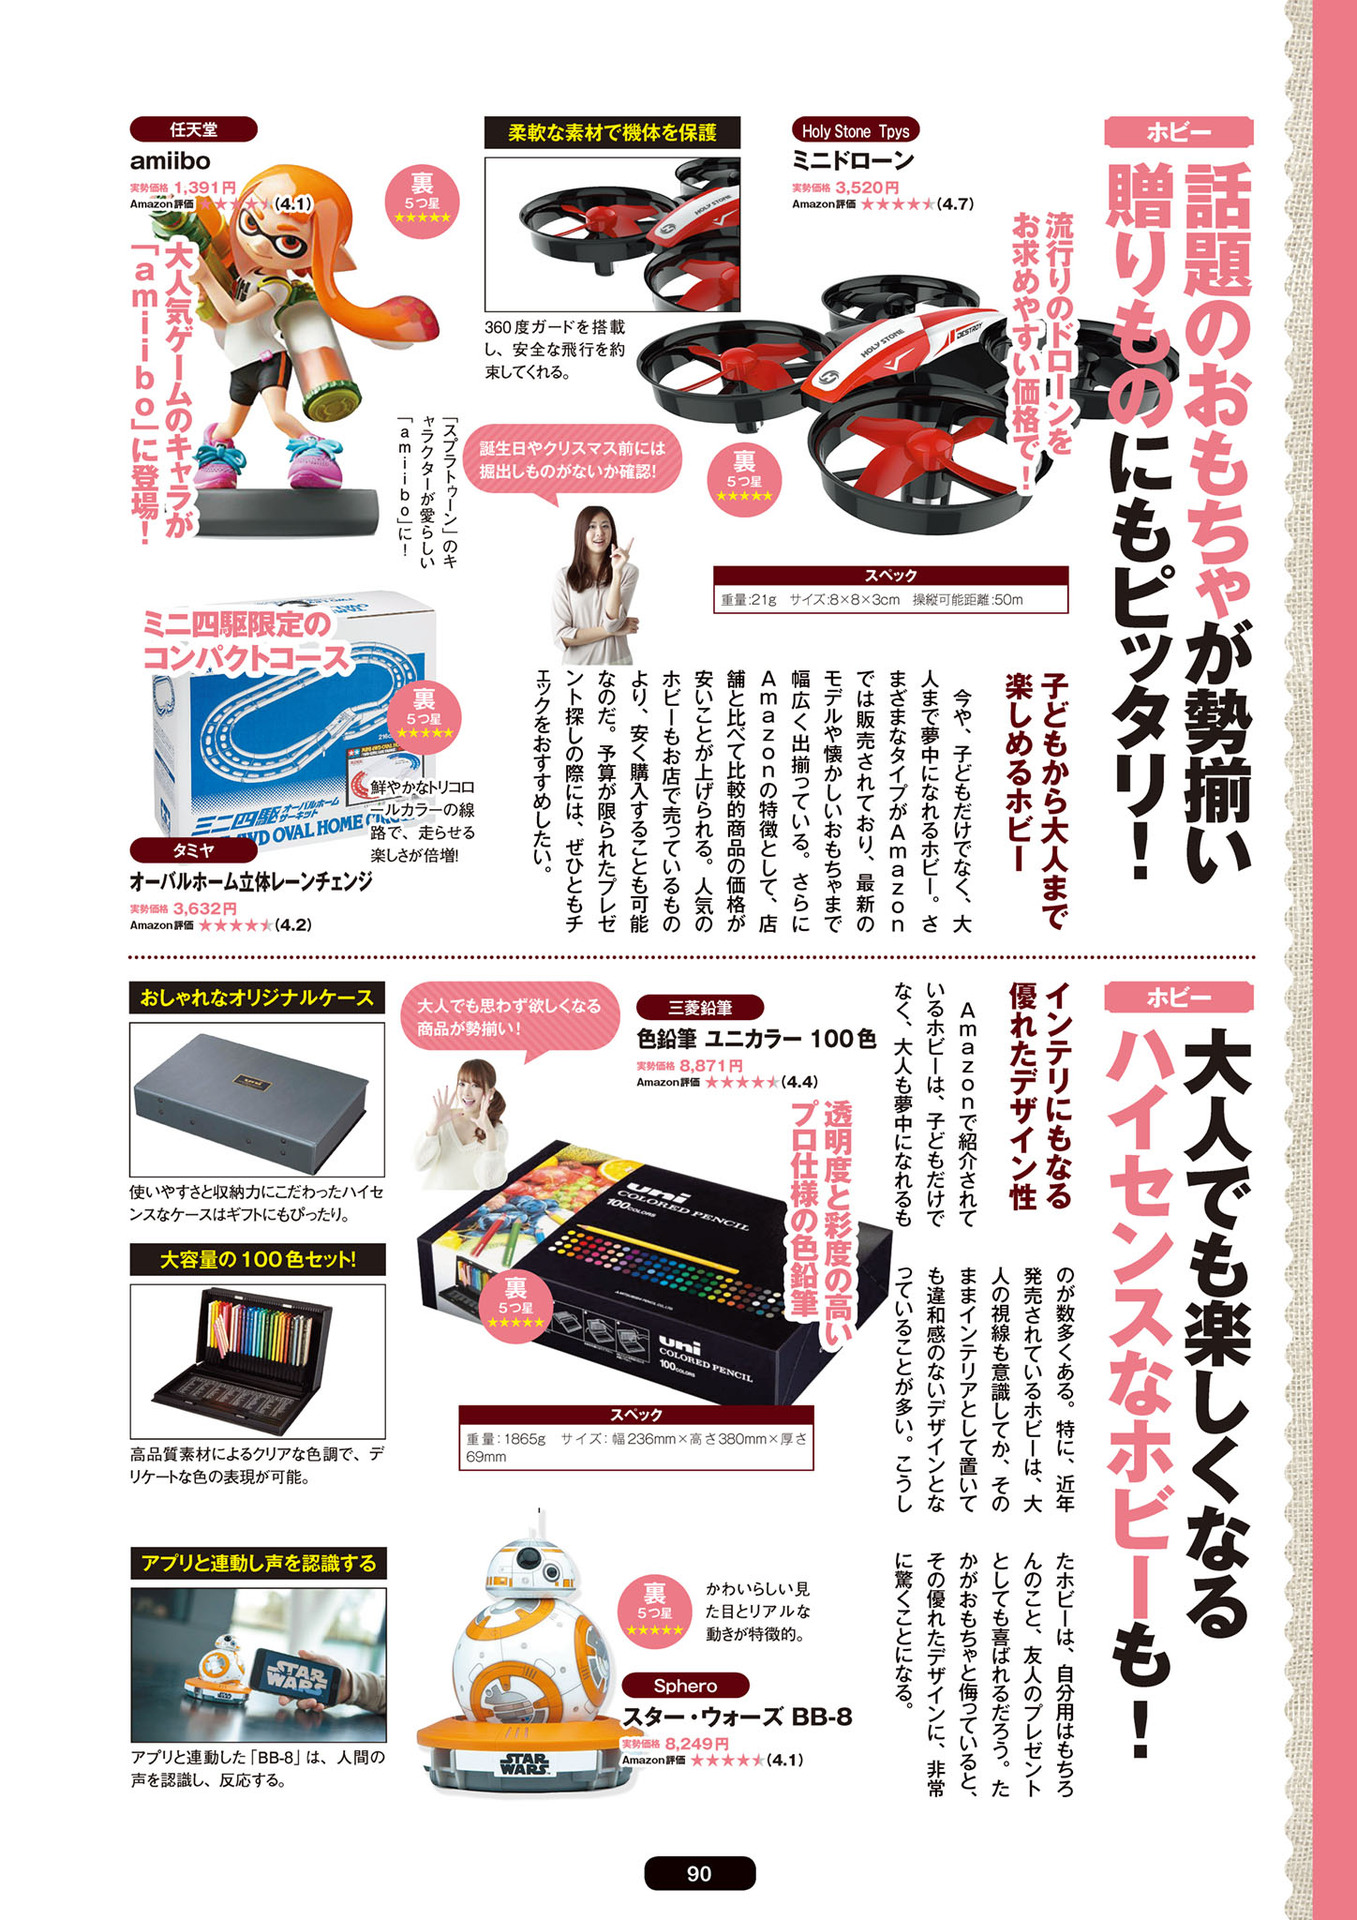 ホビー
話題のおもちゃが勢揃い
贈りものにもピッタリ！
Holy Stone Tpys
ミニドローン
実勢価格 3,520円
Amazon評価 ★★★★★(4.7)
流行りのドローンを
お求めやすい価格で！
HOLY STONE
DESTROY
裏
5つ星
★★★★★
スペック
重量:21g サイズ:8×8×3cm 操縦可能距離:50m
柔軟な素材で機体を保護
HOLY STONE
360度ガードを搭載
し、安全な飛行を約
束してくれる。
誕生日やクリスマス前には
掘出しものがないか確認！
任天堂
amiibo
実勢価格 1,391円
Amazon評価 ★★★★★(4.1)
裏
5つ星
★★★★★
大人気ゲームのキャラが
「amiibo」に登場！
「スプラトゥーン」のキ
ャラクターが愛らしい
「amiibo」に！
ミニ四駆限定の
コンパクトコース
裏
5つ星
★★★★★
ミニ四駆 オーバルホーム
サーキット
WD OVAL HOME CIRCUIT
鮮やかなトリコロ
ールカラーの線
路で、走らせる
楽しさが倍増！
タミヤ
オーバルホーム立体レーンチェンジ
実勢価格 3,632円
Amazon評価 ★★★★★(4.2)
子どもから大人まで
楽しめるホビー
今や、子どもだけでなく、大
人まで夢中になれるホビー。さ
まざまなタイプがAmazon
では販売されており、最新の
モデルや懐かしいおもちゃまで
幅広く出揃っている。さらに
Amazonの特徴として、店
舗と比べて比較的商品の価格が
安いことが上げられる。人気の
ホビーもお店で売っているもの
より、安く購入することも可能
なのだ。予算が限られたプレゼ
ント探しの際には、ぜひともチ
ェックをおすすめしたい。
ホビー
大人でも楽しくなる
ハイセンスなホビーも！
インテリにもなる
優れたデザイン性
Amazonで紹介されて
いるホビーは、子どもだけで
なく、大人も夢中になれるも
のが数多くある。特に、近年
発売されているホビーは、大
人の視線も意識してか、その
ままインテリアとして置いて
も違和感のないデザインとな
っていることが多い。こうし
たホビーは、自分用はもちろ
んのこと、友人のプレゼント
としても喜ばれるだろう。た
かがおもちゃと侮っていると、
その優れたデザインに、非常
に驚くことになる。
三菱鉛筆
色鉛筆 ユニカラー 100色
実勢価格 8,871円
Amazon評価 ★★★★★(4.4)
透明度と彩度の高い
プロ仕様の色鉛筆
大人でも思わず欲しくなる
商品が勢揃い！
uni
COLORED PENCIL
100COLORS
uni
COLORED PENCIL
100COLORS
裏
5つ星
★★★★★
スペック
重量：1865g サイズ：幅236mm×高さ380mm×厚さ
69mm
おしゃれなオリジナルケース
uni
使いやすさと収納力にこだわったハイセ
ンスなケースはギフトにもぴったり。
大容量の100色セット！
高品質素材によるクリアな色調で、デ
リケートな色の表現が可能。
アプリと連動し声を認識する
STAR WARS
アプリと連動した「BB-8」は、人間の
声を認識し、反応する。
STAR WARS
裏
5つ星
★★★★★
かわいらしい見
た目とリアルな
動きが特徴的。
Sphero
スター・ウォーズ BB-8
実勢価格 8,249円
Amazon評価 ★★★★★(4.1)
90